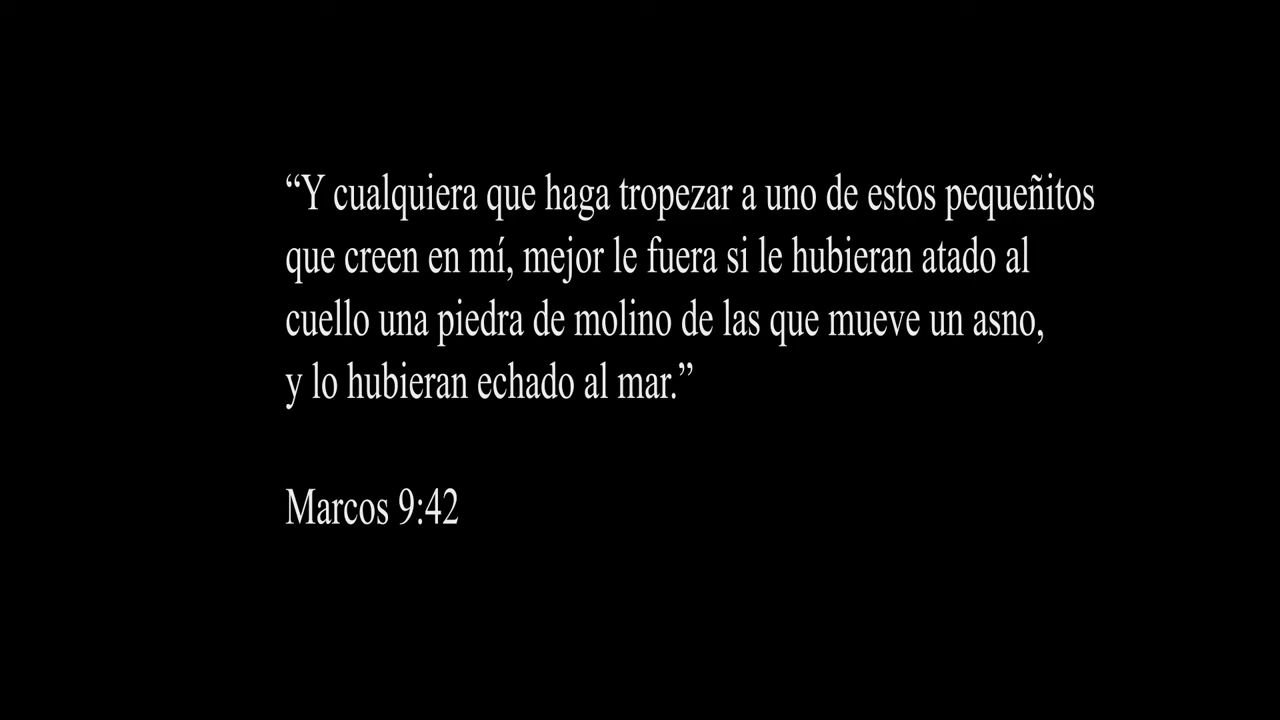 “Y cualquiera que haga tropezar a uno de estos pequeñitos
que creen en mí, mejor le fuera si le hubieran atado al
cuello una piedra de molino de las que mueve un asno,
y lo hubieran echado al mar.”
Marcos 9:42